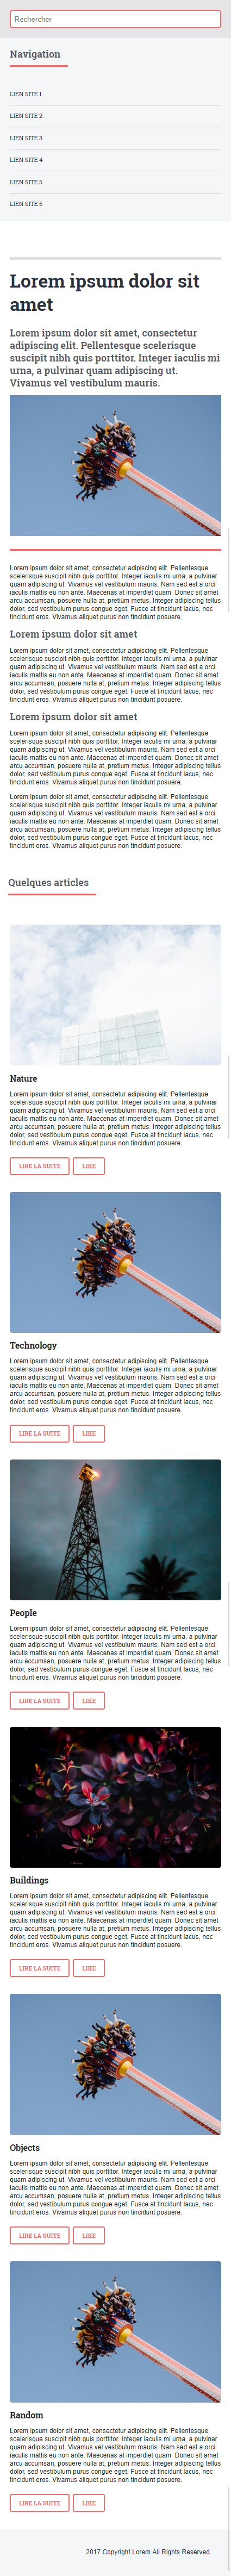 Rechercher
Navigation
LIEN SITE 1
LIEN SITE 2
LIEN SITE 3
LIEN SITE 4
LIEN SITE 5
LIEN SITE 6
Lorem ipsum dolor sit
amet
Lorem ipsum dolor sit amet, consectetur
adipiscing elit. Pellentesque scelerisque
suscipit nibh quis porttitor. Integer iaculis mi
urna, a pulvinar quam adipiscing ut.
Vivamus vel vestibulum mauris.
Lorem ipsum dolor sit amet, consectetur adipiscing elit. Pellentesque
scelerisque suscipit nibh quis porttitor. Integer iaculis mi urna, a pulvinar
quam adipiscing ut. Vivamus vel vestibulum mauris. Nam sed est a orci
iaculis mattis eu non ante. Maecenas at imperdiet quam. Donec sit amet
arcu accumsan, posuere nulla at, pretium metus. Integer adipiscing tellus
dolor, sed vestibulum purus congue eget. Fusce at tincidunt lacus, nec
tincidunt eros. Vivamus aliquet purus non tincidunt posuere.
Lorem ipsum dolor sit amet
Lorem ipsum dolor sit amet, consectetur adipiscing elit. Pellentesque
scelerisque suscipit nibh quis porttitor. Integer iaculis mi urna, a pulvinar
quam adipiscing ut. Vivamus vel vestibulum mauris. Nam sed est a orci
iaculis mattis eu non ante. Maecenas at imperdiet quam. Donec sit amet
arcu accumsan, posuere nulla at, pretium metus. Integer adipiscing tellus
dolor, sed vestibulum purus congue eget. Fusce at tincidunt lacus, nec
tincidunt eros. Vivamus aliquet purus non tincidunt posuere.
Lorem ipsum dolor sit amet
Lorem ipsum dolor sit amet, consectetur adipiscing elit. Pellentesque
scelerisque suscipit nibh quis porttitor. Integer iaculis mi urna, a pulvinar
quam adipiscing ut. Vivamus vel vestibulum mauris. Nam sed est a orci
iaculis mattis eu non ante. Maecenas at imperdiet quam. Donec sit amet
arcu accumsan, posuere nulla at, pretium metus. Integer adipiscing tellus
dolor, sed vestibulum purus congue eget. Fusce at tincidunt lacus, nec
tincidunt eros. Vivamus aliquet purus non tincidunt posuere.
Lorem ipsum dolor sit amet, consectetur adipiscing elit. Pellentesque
scelerisque suscipit nibh quis porttitor. Integer iaculis mi urna, a pulvinar
quam adipiscing ut. Vivamus vel vestibulum mauris. Nam sed est a orci
iaculis mattis eu non ante. Maecenas at imperdiet quam. Donec sit amet
arcu accumsan, posuere nulla at, pretium metus. Integer adipiscing tellus
dolor, sed vestibulum purus congue eget. Fusce at tincidunt lacus, nec
tincidunt eros. Vivamus aliquet purus non tincidunt posuere.
Quelques articles
Nature
Lorem ipsum dolor sit amet, consectetur adipiscing elit. Pellentesque
scelerisque suscipit nibh quis porttitor. Integer iaculis mi urna, a pulvinar
quam adipiscing ut. Vivamus vel vestibulum mauris. Nam sed est a orci
iaculis mattis eu non ante. Maecenas at imperdiet quam. Donec sit amet
arcu accumsan, posuere nulla at, pretium metus. Integer adipiscing tellus
dolor, sed vestibulum purus congue eget. Fusce at tincidunt lacus, nec
tincidunt eros. Vivamus aliquet purus non tincidunt posuere.
LIRE LA SUITE LIKE
Technology
Lorem ipsum dolor sit amet, consectetur adipiscing elit. Pellentesque
scelerisque suscipit nibh quis porttitor. Integer iaculis mi urna, a pulvinar
quam adipiscing ut. Vivamus vel vestibulum mauris. Nam sed est a orci
iaculis mattis eu non ante. Maecenas at imperdiet quam. Donec sit amet
arcu accumsan, posuere nulla at, pretium metus. Integer adipiscing tellus
dolor, sed vestibulum purus congue eget. Fusce at tincidunt lacus, nec
tincidunt eros. Vivamus aliquet purus non tincidunt posuere.
LIRE LA SUITE LIKE
People
Lorem ipsum dolor sit amet, consectetur adipiscing elit. Pellentesque
scelerisque suscipit nibh quis porttitor. Integer iaculis mi urna, a pulvinar
quam adipiscing ut. Vivamus vel vestibulum mauris. Nam sed est a orci
iaculis mattis eu non ante. Maecenas at imperdiet quam. Donec sit amet
arcu accumsan, posuere nulla at, pretium metus. Integer adipiscing tellus
dolor, sed vestibulum purus congue eget. Fusce at tincidunt lacus, nec
tincidunt eros. Vivamus aliquet purus non tincidunt posuere.
LIRE LA SUITE LIKE
Buildings
Lorem ipsum dolor sit amet, consectetur adipiscing elit. Pellentesque
scelerisque suscipit nibh quis porttitor. Integer iaculis mi urna, a pulvinar
quam adipiscing ut. Vivamus vel vestibulum mauris. Nam sed est a orci
iaculis mattis eu non ante. Maecenas at imperdiet quam. Donec sit amet
arcu accumsan, posuere nulla at, pretium metus. Integer adipiscing tellus
dolor, sed vestibulum purus congue eget. Fusce at tincidunt lacus, nec
tincidunt eros. Vivamus aliquet purus non tincidunt posuere.
LIRE LA SUITE LIKE
Objects
Lorem ipsum dolor sit amet, consectetur adipiscing elit. Pellentesque
scelerisque suscipit nibh quis porttitor. Integer iaculis mi urna, a pulvinar
quam adipiscing ut. Vivamus vel vestibulum mauris. Nam sed est a orci
iaculis mattis eu non ante. Maecenas at imperdiet quam. Donec sit amet
arcu accumsan, posuere nulla at, pretium metus. Integer adipiscing tellus
dolor, sed vestibulum purus congue eget. Fusce at tincidunt lacus, nec
tincidunt eros. Vivamus aliquet purus non tincidunt posuere.
LIRE LA SUITE LIKE
Random
Lorem ipsum dolor sit amet, consectetur adipiscing elit. Pellentesque
scelerisque suscipit nibh quis porttitor. Integer iaculis mi urna, a pulvinar
quam adipiscing ut. Vivamus vel vestibulum mauris. Nam sed est a orci
iaculis mattis eu non ante. Maecenas at imperdiet quam. Donec sit amet
arcu accumsan, posuere nulla at, pretium metus. Integer adipiscing tellus
dolor, sed vestibulum purus congue eget. Fusce at tincidunt lacus, nec
tincidunt eros. Vivamus aliquet purus non tincidunt posuere.
LIRE LA SUITE LIKE
2017 Copyright Lorem All Rights Reserved.